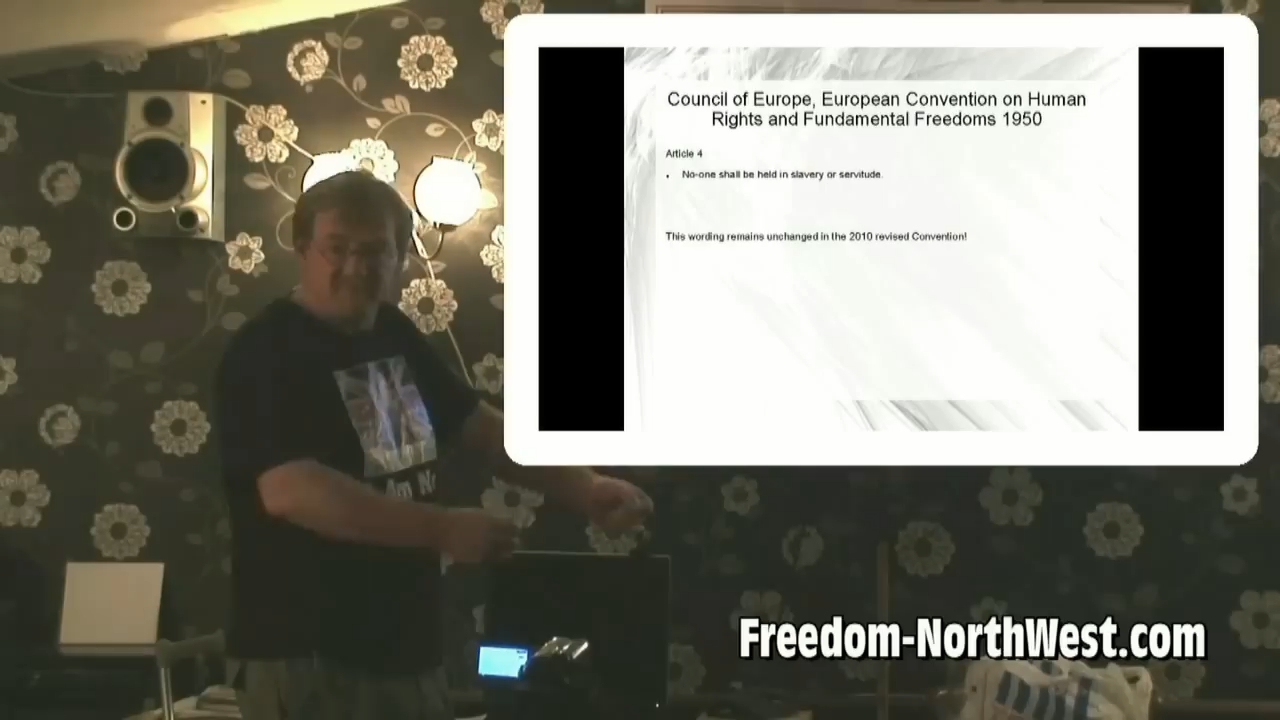 Council of Europe, European Convention on Human
Rights and Fundamental Freedoms 1950
Article 4
• No-one shall be held in slavery or servitude.
This wording remains unchanged in the 2010 revised Convention!
Am
Freedom-NorthWest.com